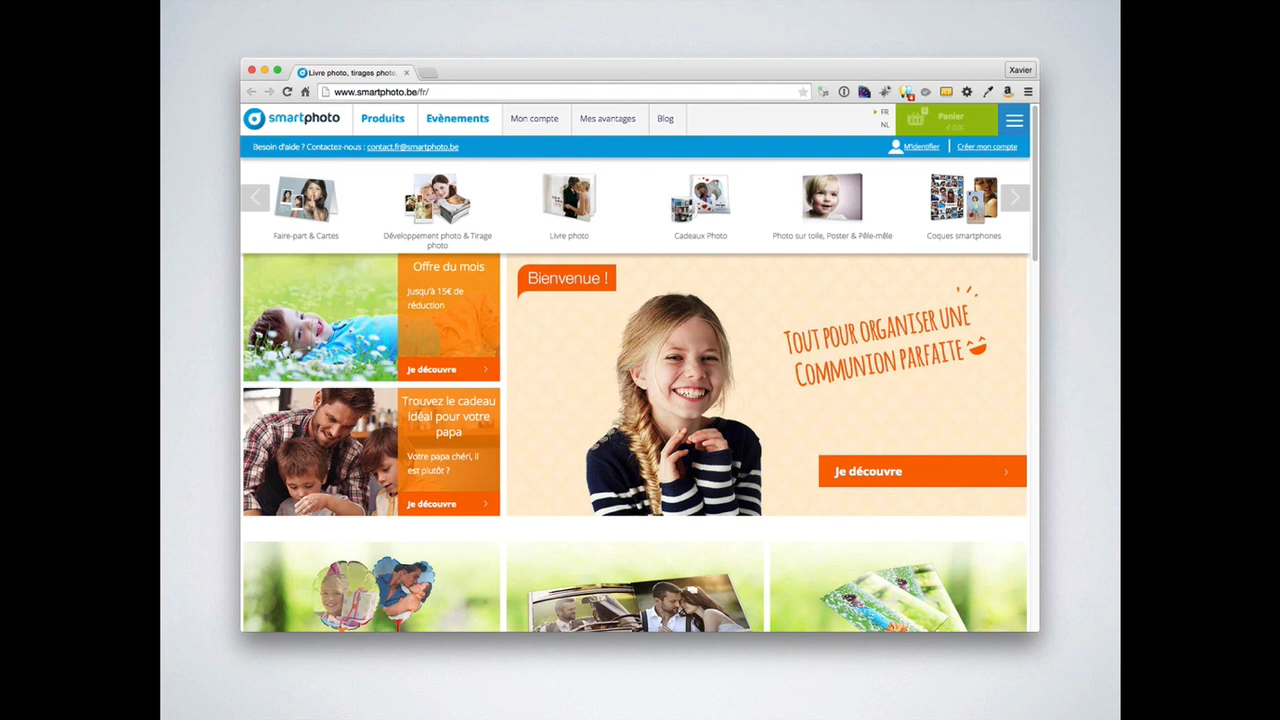 Livre photo, tirages photo,
Xavier
www.smartphoto.be/fr/
smartphoto
Produits
Evènements
Mon compte
Mes avantages
Blog
FR
NL
Panier
Besoin d'aide ? Contactez-nous : contact.fr@smartphoto.be
M'identifier
Créer mon compte
Faire-part & Cartes
Développement photo & Tirage
photo
Livre photo
Cadeaux Photo
Photo sur toile, Poster & Pêle-mêle
Coques smartphones
Offre du mois
Jusqu'à 15€ de
réduction
Je découvre
Bienvenue !
Tout pour organiser une
Communion parfaite
Je découvre
Trouvez le cadeau
idéal pour votre
papa
Votre papa chéri, il
est plutôt ?
Je découvre